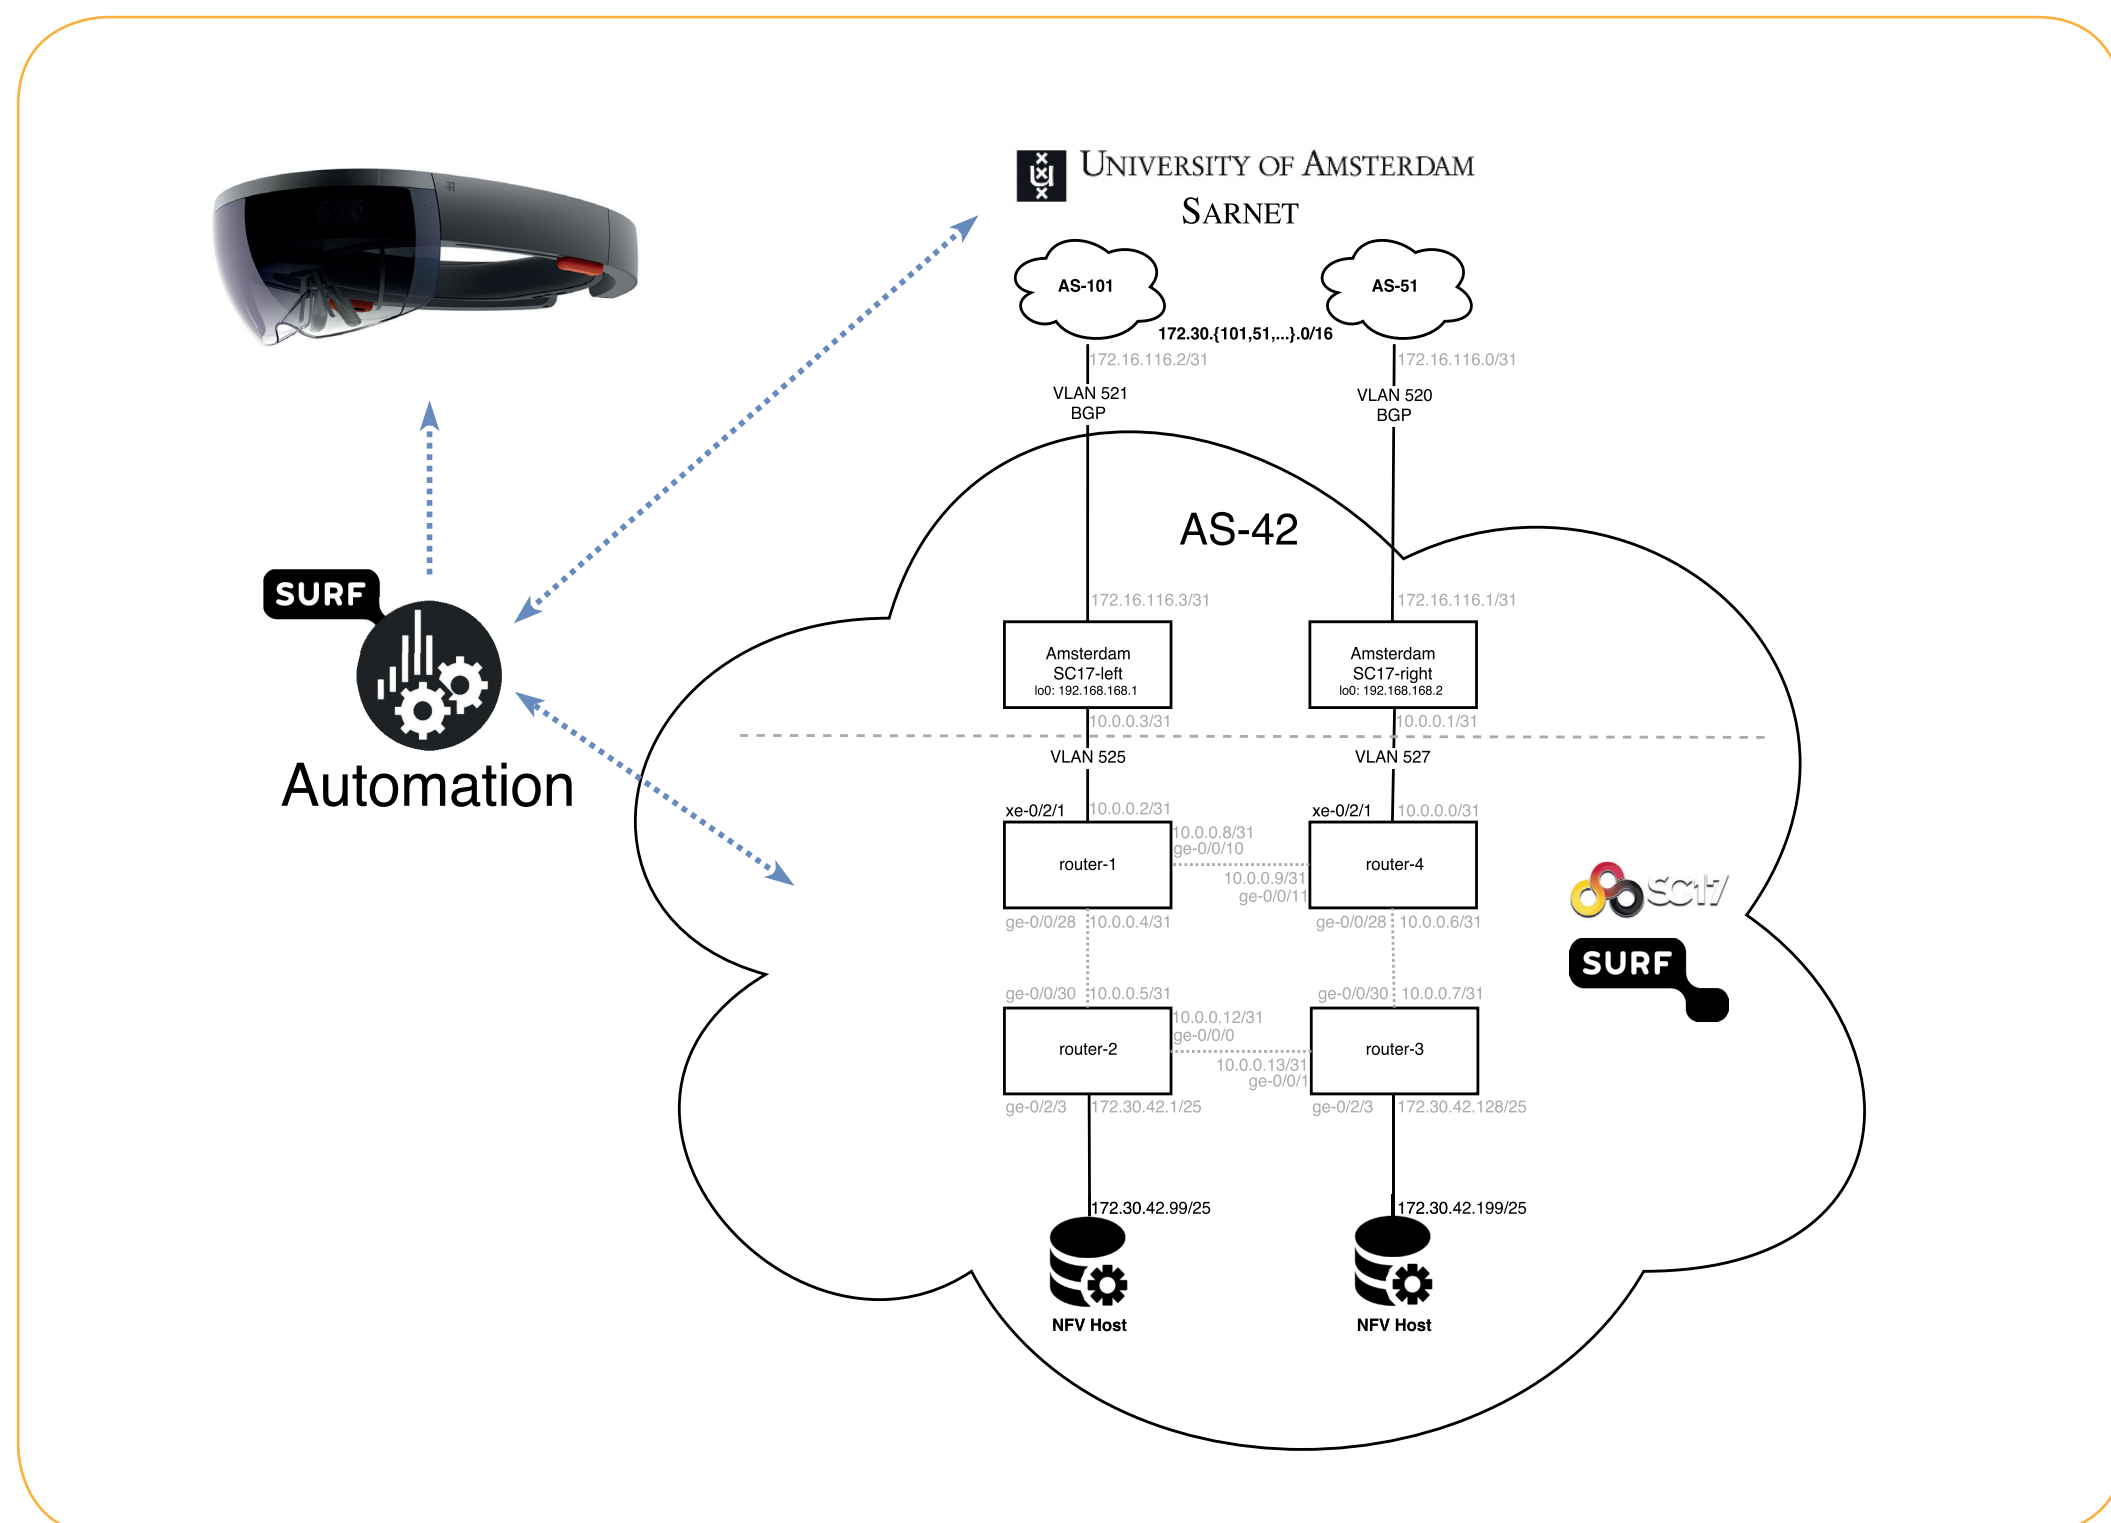 UNIVERSITY OF AMSTERDAM
SARNET
AS-101
AS-51
172.30.{101,51,...}.0/16
172.16.116.2/31
172.16.116.0/31
VLAN 521
BGP
VLAN 520
BGP
AS-42
SURF
Automation
172.16.116.3/31
172.16.116.1/31
Amsterdam
SC17-left
lo0: 192.168.168.1
Amsterdam
SC17-right
lo0: 192.168.168.2
10.0.0.3/31
10.0.0.1/31
VLAN 525
VLAN 527
xe-0/2/1
10.0.0.2/31
xe-0/2/1
10.0.0.0/31
router-1
10.0.0.8/31
ge-0/0/10
10.0.0.9/31
ge-0/0/11
router-4
ge-0/0/28
10.0.0.4/31
ge-0/0/28
10.0.0.6/31
SC17
SURF
ge-0/0/30
10.0.0.5/31
ge-0/0/30
10.0.0.7/31
router-2
10.0.0.12/31
ge-0/0/0
10.0.0.13/31
ge-0/0/1
router-3
ge-0/2/3
172.30.42.1/25
ge-0/2/3
172.30.42.128/25
172.30.42.99/25
172.30.42.199/25
NFV Host
NFV Host